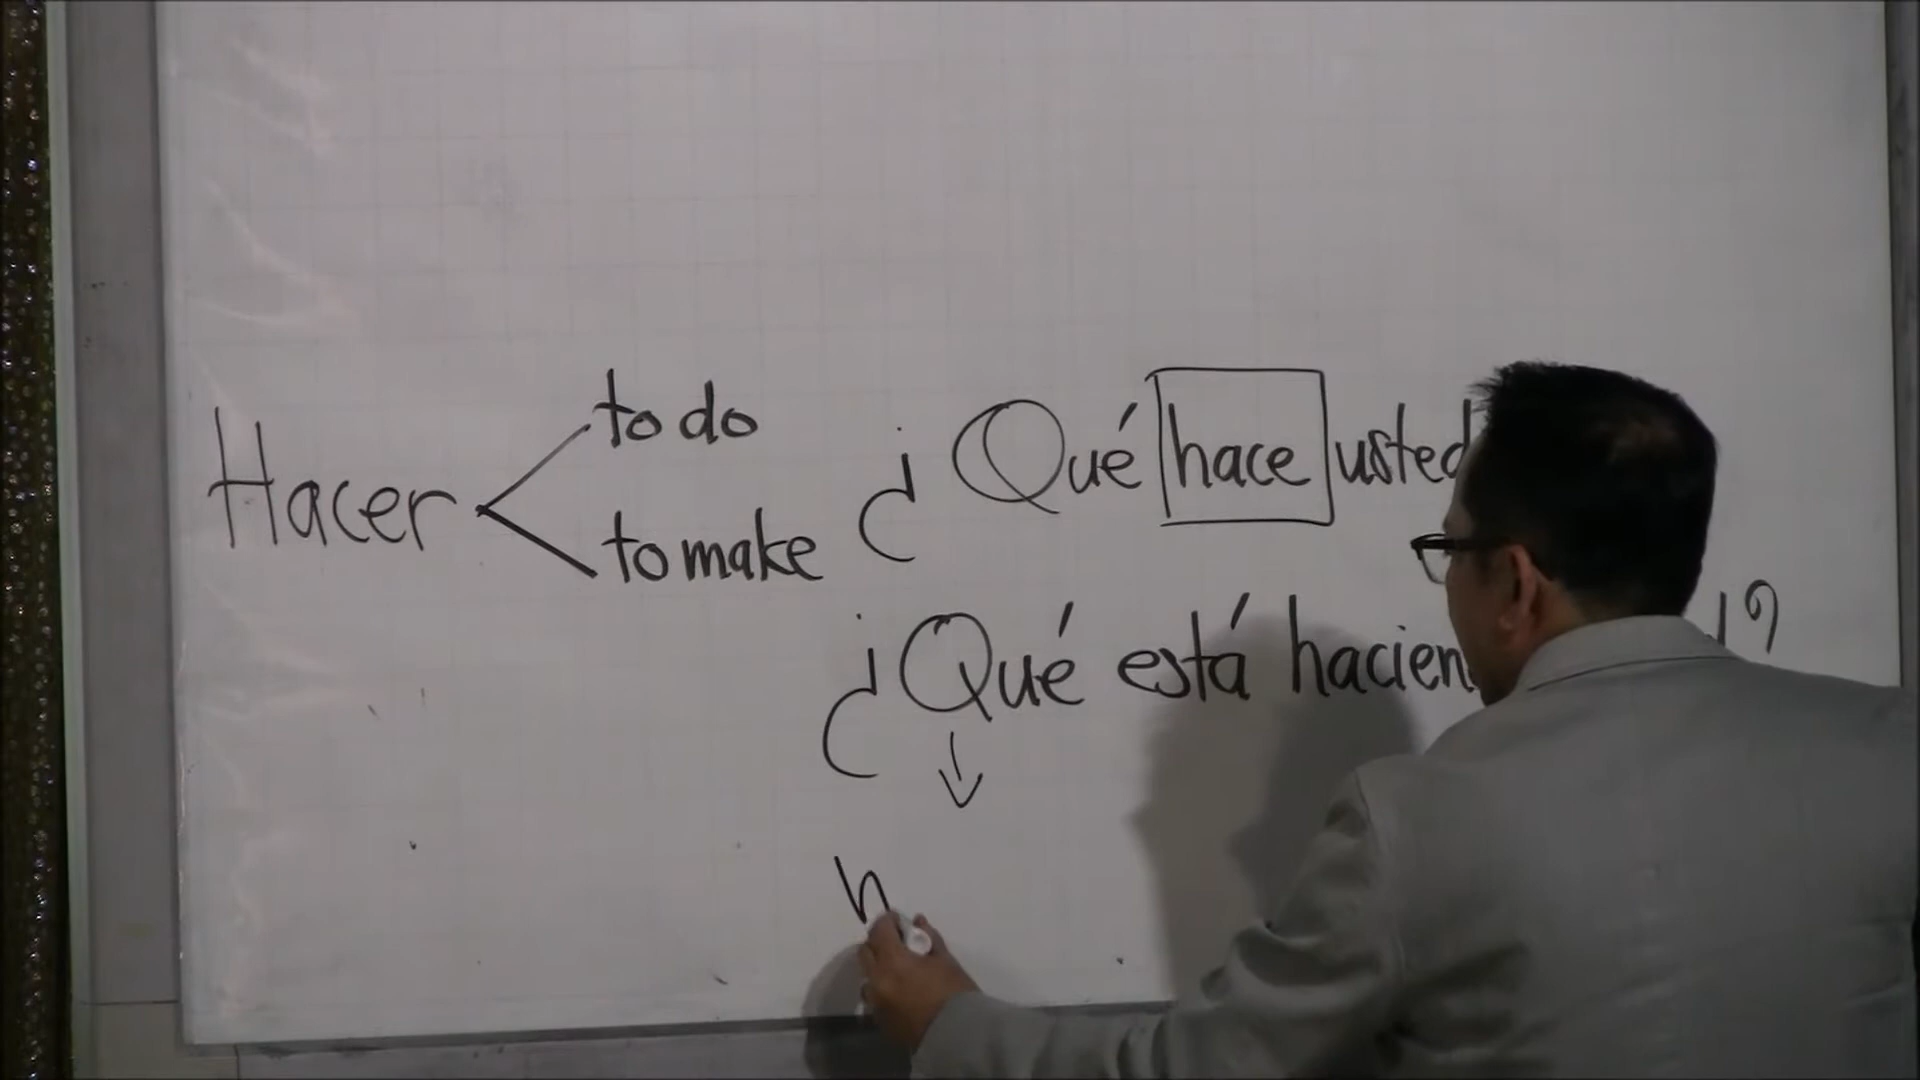 Hacer
to do
to make
¿Qué hace usted
¿Qué está hacien
?